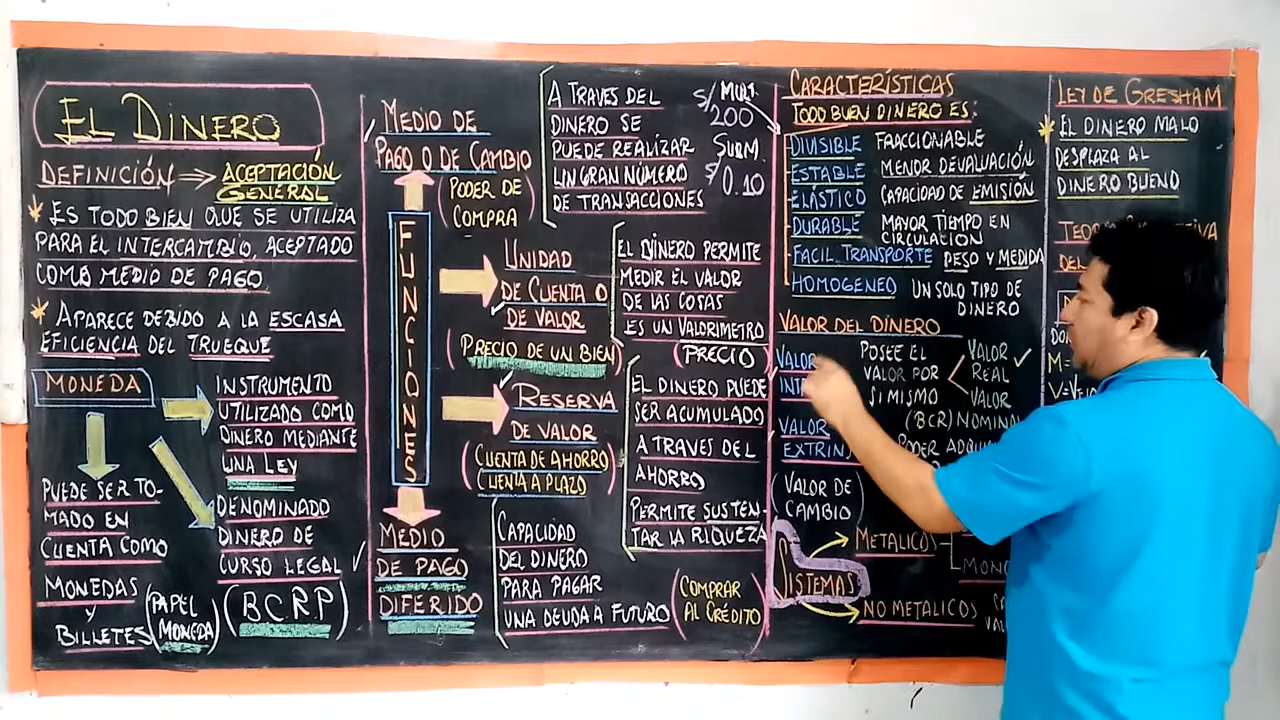 EL DINERO
DEFINICIÓN ⇒ ACEPTACIÓN
GENERAL
* ES TODO BIEN QUE SE UTILIZA
PARA EL INTERCAMBIO, ACEPTADO
COMO MEDIO DE PAGO.
* APARECE DEBIDO A LA ESCASA
EFICIENCIA DEL TRUEQUE
MONEDA
INSTRUMENTO
UTILIZADO COMO
DINERO MEDIANTE
UNA LEY
PUEDE SER TO-
MADO EN
CUENTA COMO
MONEDAS
Y
BILLETES
(PAPEL
MONEDA)
DENOMINADO
DINERO DE
CURSO LEGAL ✓
(BCRP)
FUNCIONES
MEDIO DE
PAGO O DE CAMBIO
(PODER DE
COMPRA)
A TRAVES DEL
DINERO SE
PUEDE REALIZAR
UN GRAN NÚMERO
DE TRANSACCIONES
MULT.
S/200
SUBM.
S/0.10
UNIDAD
DE CUENTA O
DE VALOR
(PRECIO DE UN BIEN)
EL DINERO PERMITE
MEDIR EL VALOR
DE LAS COSAS
ES UN VALORIMETRO
(PRECIO)
RESERVA
DE VALOR
(CUENTA DE AHORRO
CUENTA A PLAZO)
EL DINERO PUEDE
SER ACUMULADO
A TRAVES DEL
AHORRO
PERMITE SUSTEN-
TAR LA RIQUEZA
MEDIO
DE PAGO
DIFERIDO
CAPACIDAD
DEL DINERO
PARA PAGAR
UNA DEUDA A FUTURO
(COMPRAR
AL CRÉDITO)
CARACTERÍSTICAS
TODO BUEN DINERO ES:
DIVISIBLE FRACCIONABLE
ESTABLE MENOR DEVALUACIÓN
ELÁSTICO CAPACIDAD DE EMISIÓN
DURABLE MAYOR TIEMPO EN
CIRCULACIÓN
FACIL TRANSPORTE PESO Y MEDIDA
HOMOGENEO UN SOLO TIPO DE
DINERO
VALOR DEL DINERO
VALOR
INT
POSEE EL
VALOR POR
SI MISMO
VALOR ✓
REAL
VALOR
(BCR) NOMINAL
VALOR
EXTRINS
PODER ADQU
(VALOR DE
CAMBIO)
SISTEMAS
METALICOS
MONO
NO METALICOS
LEY DE GRESHAM
* EL DINERO MALO
DESPLAZA AL
DINERO BUENO
DEL
M=